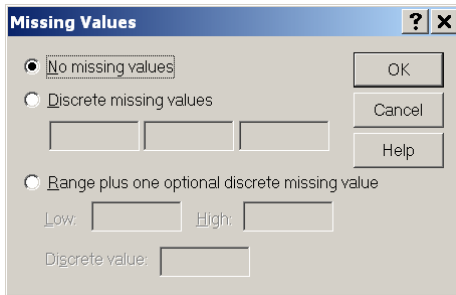 Missing Values
No missing values
OK
Discrete missing values
Cancel
Help
Range plus one optional discrete missing value
Low: High:
Discrete value: